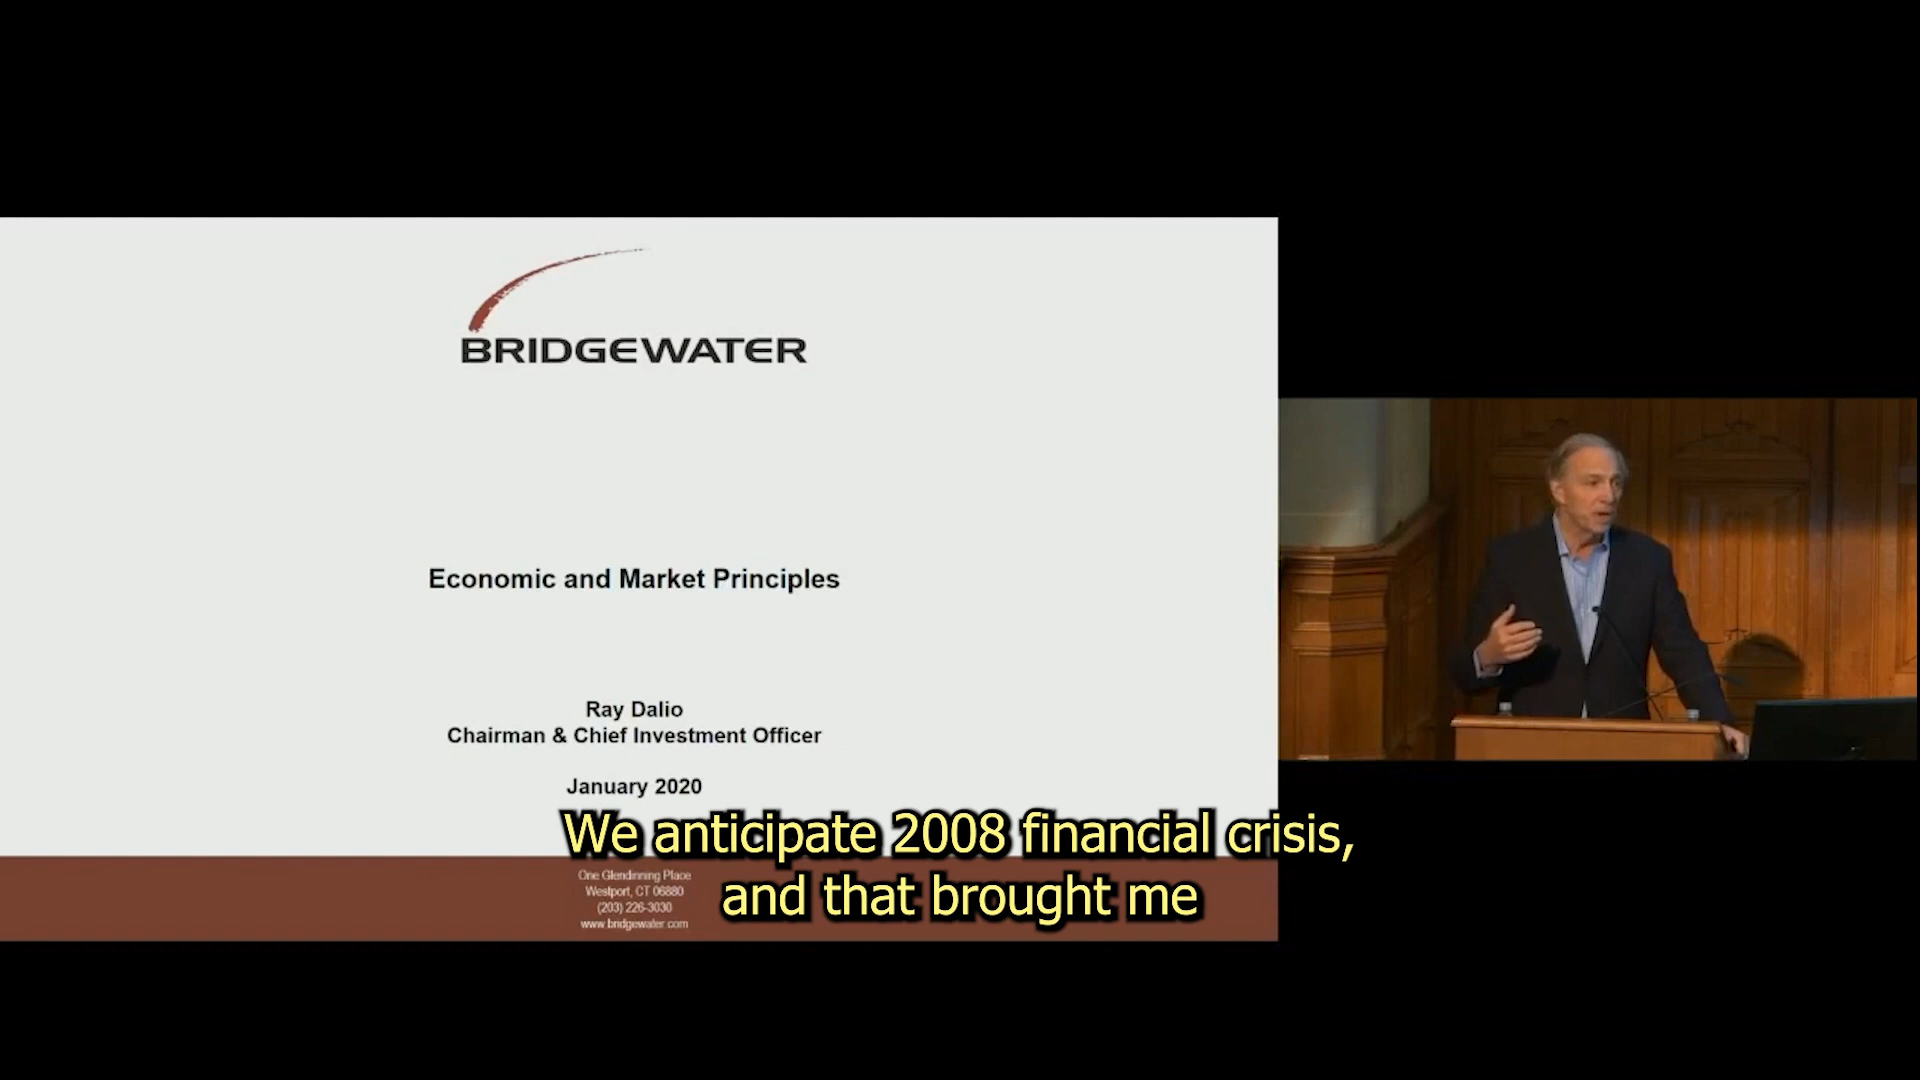 BRIDGEWATER
Economic and Market Principles
Ray Dalio
Chairman & Chief Investment Officer
January 2020
One Glendinning Place
Westport, CT 06880
(203) 226-3030
www.bridgewater.com
We anticipate 2008 financial crisis,
and that brought me